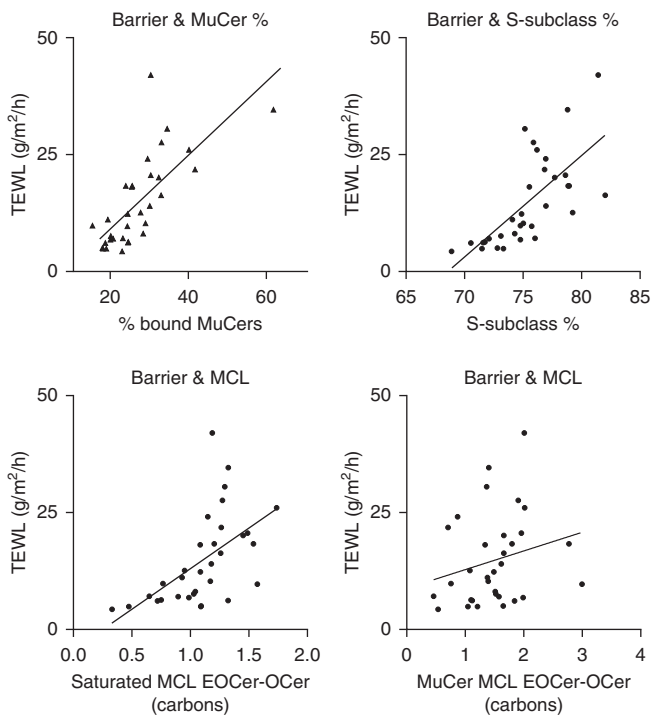 Barrier & MuCer %
50
25
0
TEWL (g/m²/h)
20
40
60
% bound MuCers
Barrier & S-subclass %
50
25
0
TEWL (g/m²/h)
65
70
75
80
85
S-subclass %
Barrier & MCL
50
25
0
TEWL (g/m²/h)
0.0
0.5
1.0
1.5
2.0
Saturated MCL EOCer-OCer
(carbons)
Barrier & MCL
50
25
0
TEWL (g/m²/h)
0
1
2
3
4
MuCer MCL EOCer-OCer
(carbons)